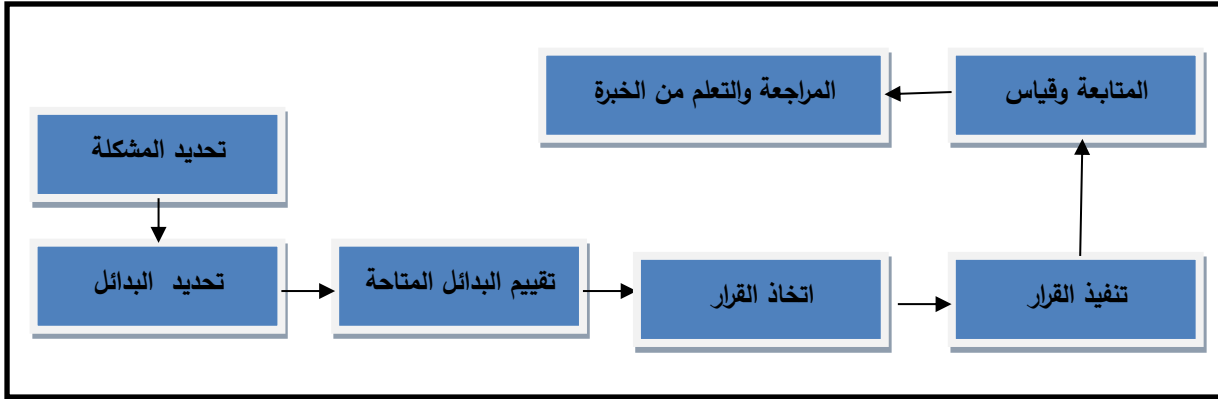 تحديد المشكلة
تحديد البدائل
تقييم البدائل المتاحة
اتخاذ القرار
تنفيذ القرار
المتابعة وقياس
المراجعة والتعلم من الخبرة